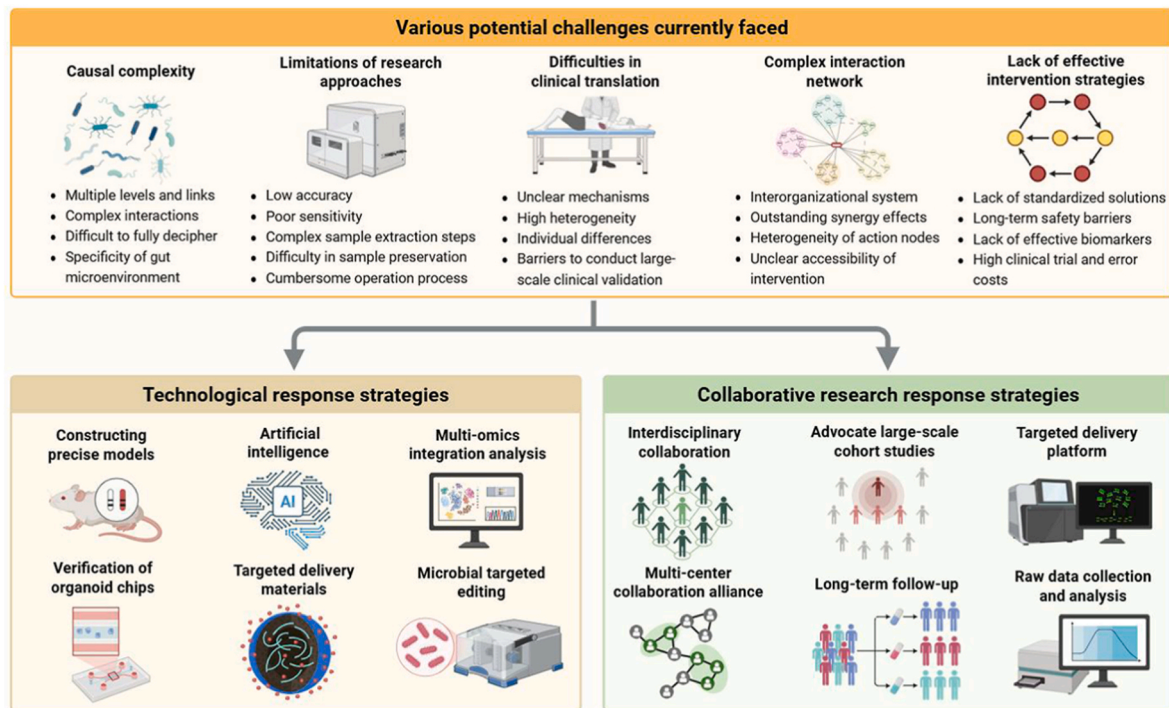 Various potential challenges currently faced
Causal complexity
• Multiple levels and links
• Complex interactions
• Difficult to fully decipher
• Specificity of gut
microenvironment
Limitations of research
approaches
• Low accuracy
• Poor sensitivity
• Complex sample extraction steps
• Difficulty in sample preservation
• Cumbersome operation process
Difficulties in
clinical translation
• Unclear mechanisms
• High heterogeneity
• Individual differences
• Barriers to conduct large-
scale clinical validation
Complex interaction
network
• Interorganizational system
• Outstanding synergy effects
• Heterogeneity of action nodes
• Unclear accessibility of
intervention
Lack of effective
intervention strategies
• Lack of standardized solutions
• Long-term safety barriers
• Lack of effective biomarkers
• High clinical trial and error
costs
Technological response strategies
Constructing
precise models
Artificial
intelligence
AI
Multi-omics
integration analysis
Verification of
organoid chips
Targeted delivery
materials
Microbial targeted
editing
Collaborative research response strategies
Interdisciplinary
collaboration
Advocate large-scale
cohort studies
Targeted delivery
platform
Multi-center
collaboration alliance
Long-term follow-up
Raw data collection
and analysis